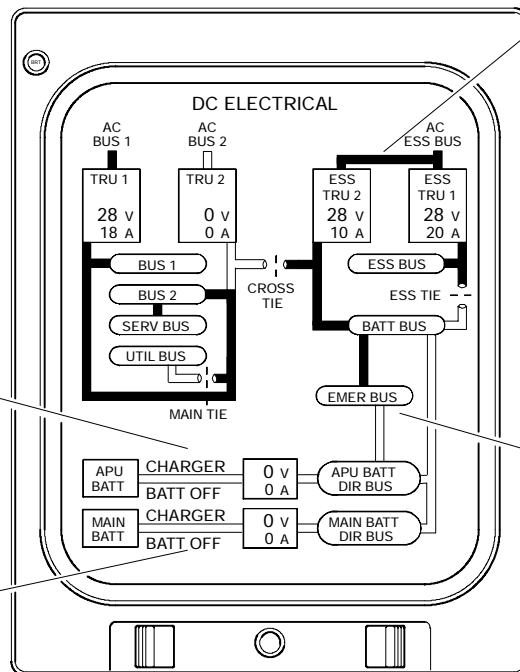 BRT
DC ELECTRICAL
AC
BUS 1
AC
BUS 2
AC
ESS BUS
TRU 1
28 V
18 A
TRU 2
0 V
0 A
ESS
TRU 2
28 V
10 A
ESS
TRU 1
28 V
20 A
BUS 1
BUS 2
SERV BUS
UTIL BUS
MAIN TIE
CROSS
TIE
ESS BUS
ESS TIE
BATT BUS
EMER BUS
APU
BATT
CHARGER
BATT OFF
0 V
0 A
APU BATT
DIR BUS
MAIN
BATT
CHARGER
BATT OFF
0 V
0 A
MAIN BATT
DIR BUS